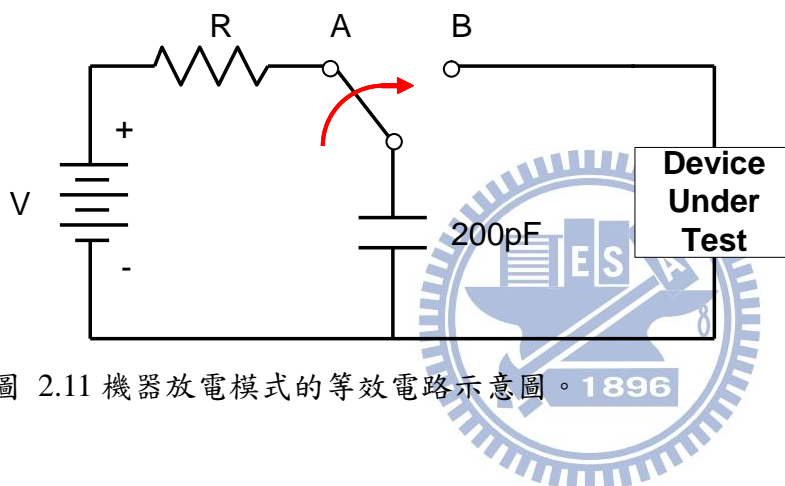 R
A
B
+
V
-
200pF
Device
Under
Test
E S A
圖 2.11 機器放電模式的等效電路示意圖。
1896